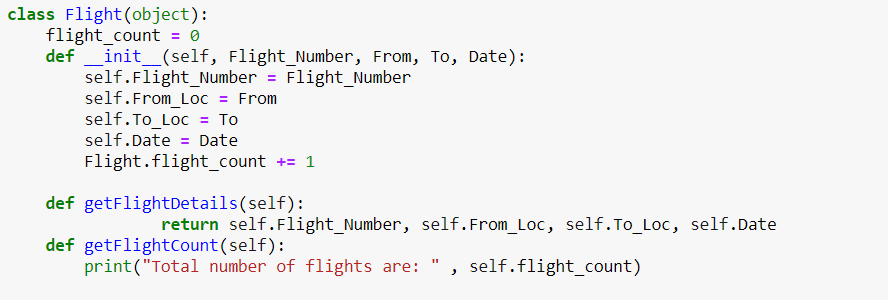 class Flight(object):
    flight_count = 0
    def __init__(self, Flight_Number, From, To, Date):
        self.Flight_Number = Flight_Number
        self.From_Loc = From
        self.To_Loc = To
        self.Date = Date
        Flight.flight_count += 1

    def getFlightDetails(self):
                return self.Flight_Number, self.From_Loc, self.To_Loc, self.Date
    def getFlightCount(self):
        print("Total number of flights are: " , self.flight_count)